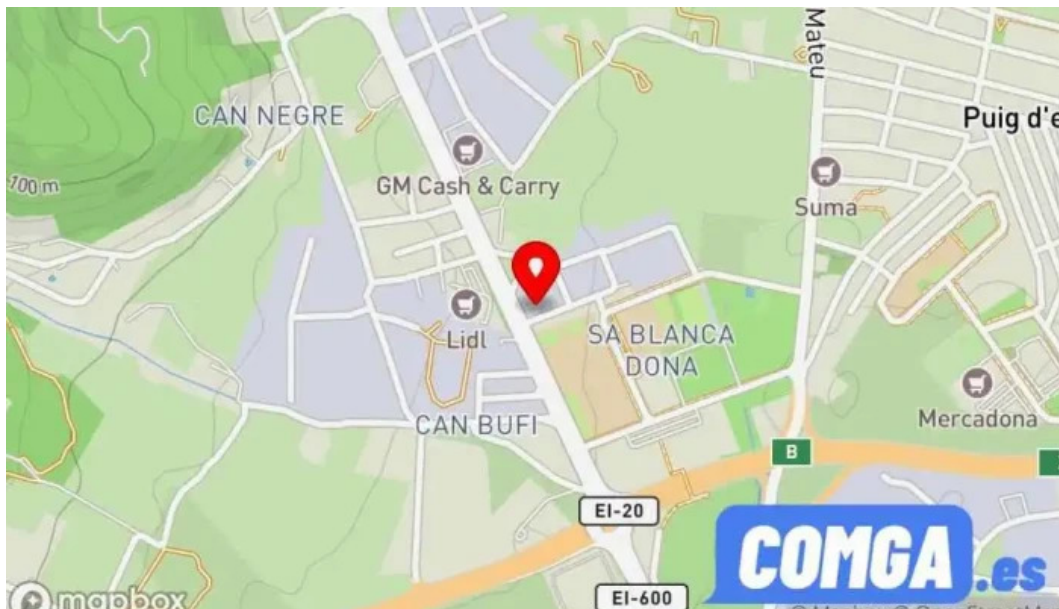 Mateu
CAN NEGRE
Puig d'e
100 m
GM Cash & Carry
Suma
Lidl
SA BLANCA
DONA
Mercadona
CAN BUFI
B
EI-20
COMGA.es
EI-600
mapbox